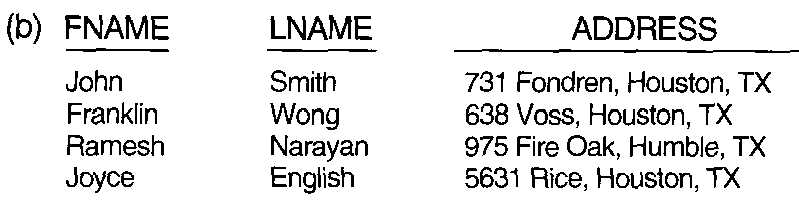 (b) FNAME LNAME ADDRESS
John Smith 731 Fondren, Houston, TX
Franklin Wong 638 Voss, Houston, TX
Ramesh Narayan 975 Fire Oak, Humble, TX
Joyce English 5631 Rice, Houston, TX